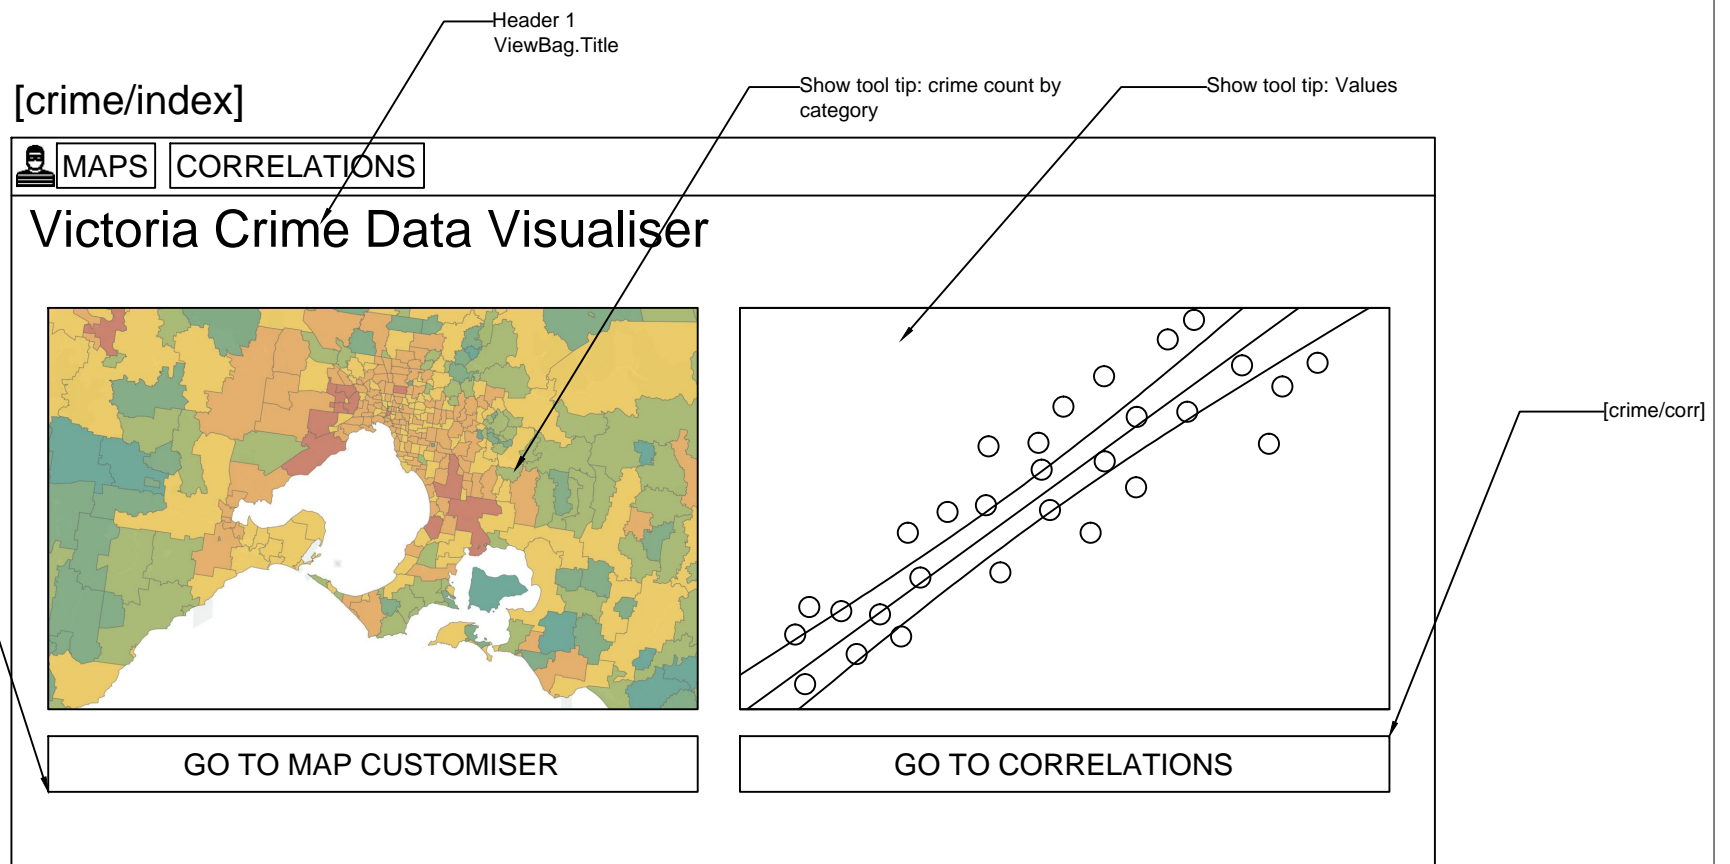 Header 1
ViewBag.Title
Show tool tip: crime count by
category
Show tool tip: Values
[crime/index]
MAPS
CORRELATIONS
Victoria Crime Data Visualiser
[crime/corr]
GO TO MAP CUSTOMISER
GO TO CORRELATIONS